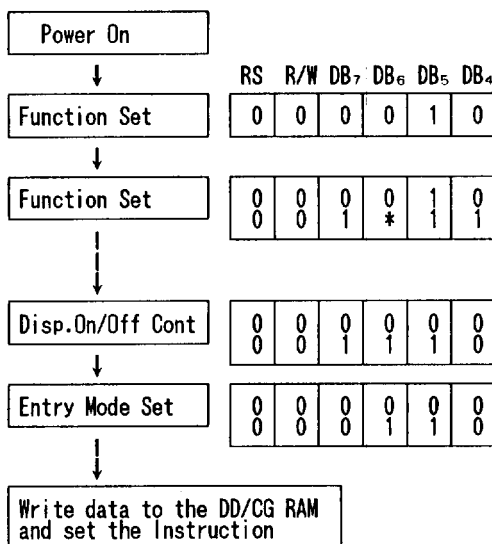 Power On
RS R/W DB₇ DB₆ DB₅ DB₄
Function Set 0 0 0 0 1 0
Function Set 0 0 0 0 1 0
0 0 1 * 1 1
Disp.On/Off Cont 0 0 0 0 0 0
0 0 1 1 1 0
Entry Mode Set 0 0 0 0 0 0
0 0 0 1 1 0
Write data to the DD/CG RAM
and set the Instruction